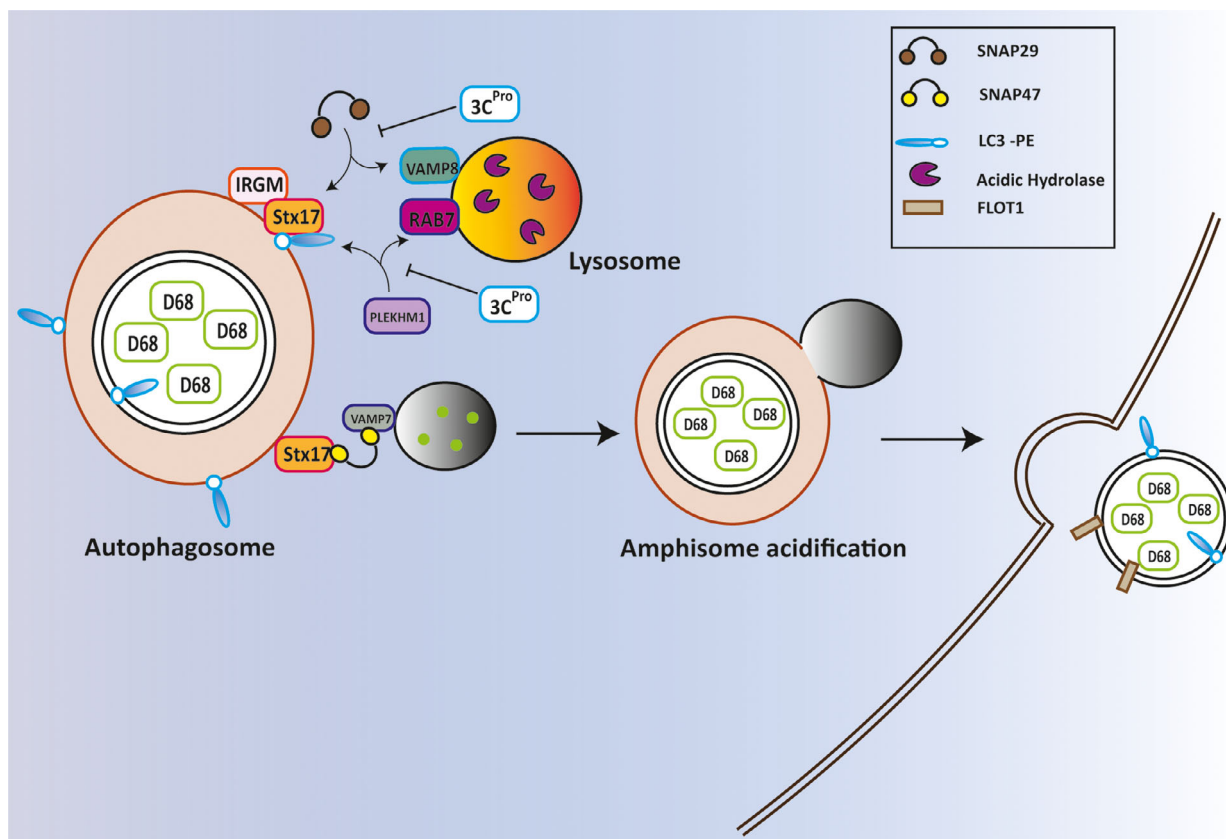 SNAP29
SNAP47
LC3 -PE
Acidic Hydrolase
FLOT1
3C^Pro
VAMP8
IRGM
Stx17
RAB7
Lysosome
3C^Pro
PLEKHM1
D68
D68
D68
D68
VAMP7
Stx17
Autophagosome
D68
D68
D68
D68
Amphisome acidification
D68
D68
D68
D68